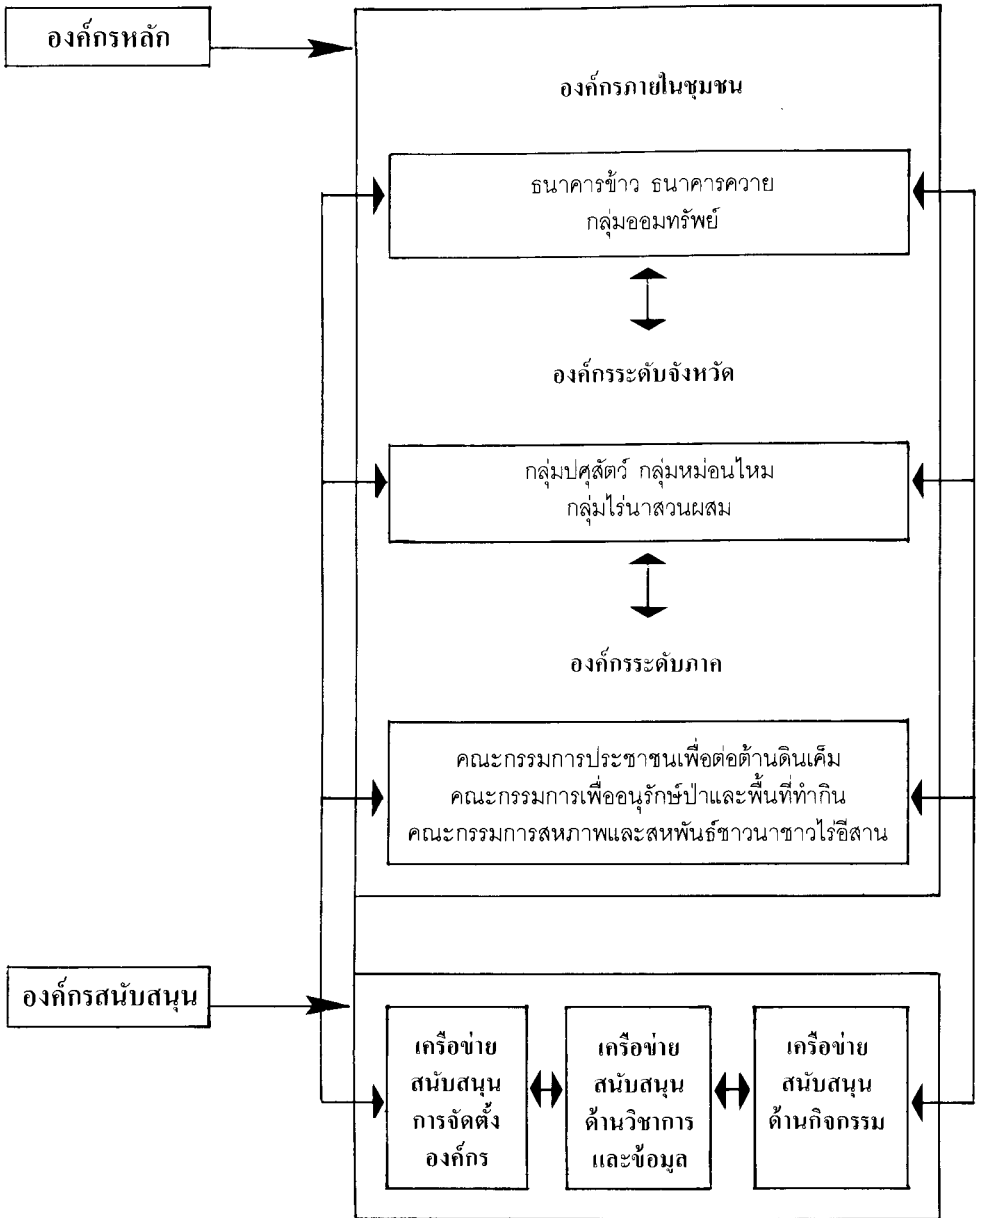 องค์กรหลัก
องค์กรภายในชุมชน
ธนาคารข้าว ธนาคารควาย
กลุ่มออมทรัพย์
องค์กรระดับจังหวัด
กลุ่มปศุสัตว์ กลุ่มหม่อนไหม
กลุ่มไร่นาสวนผสม
องค์กรระดับภาค
คณะกรรมการประชาชนเพื่อต่อต้านดินเค็ม
คณะกรรมการเพื่ออนุรักษ์ป่าและพื้นที่ทำกิน
คณะกรรมการสหภาพและสหพันธ์ชาวนาชาวไร่อีสาน
องค์กรสนับสนุน
เครือข่าย
สนับสนุน
การจัดตั้ง
องค์กร
เครือข่าย
สนับสนุน
ด้านวิชาการ
และข้อมูล
เครือข่าย
สนับสนุน
ด้านกิจกรรม